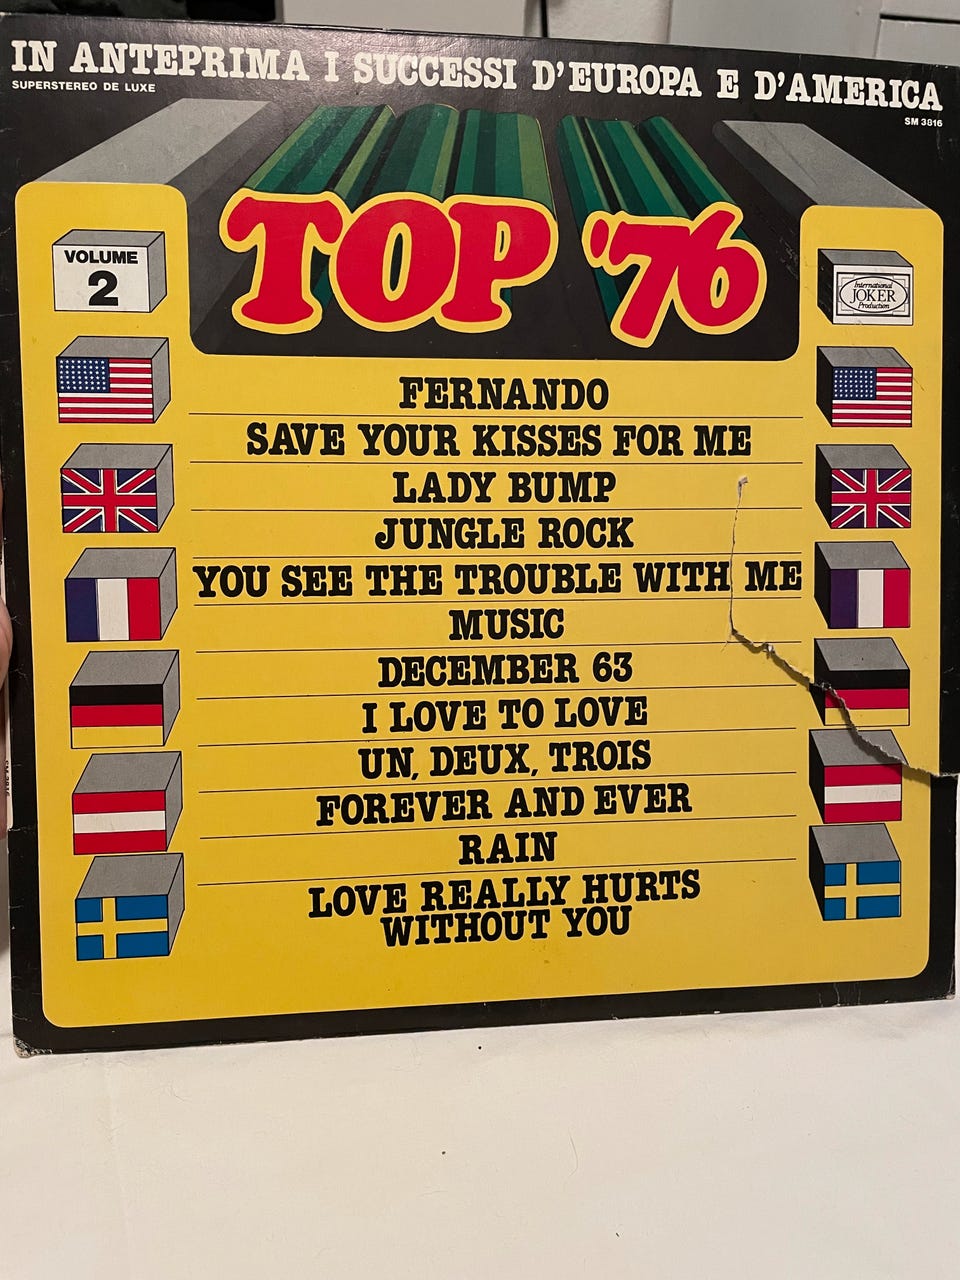 IN ANTEPRIMA I SUCCESSI D'EUROPA E D'AMERICA
SUPERSTEREO DE LUXE
SM 3816
TOP '76
VOLUME
2
International
JOKER
Production
FERNANDO
SAVE YOUR KISSES FOR ME
LADY BUMP
JUNGLE ROCK
YOU SEE THE TROUBLE WITH ME
MUSIC
DECEMBER 63
I LOVE TO LOVE
UN, DEUX, TROIS
FOREVER AND EVER
RAIN
LOVE REALLY HURTS
WITHOUT YOU
SM 3816